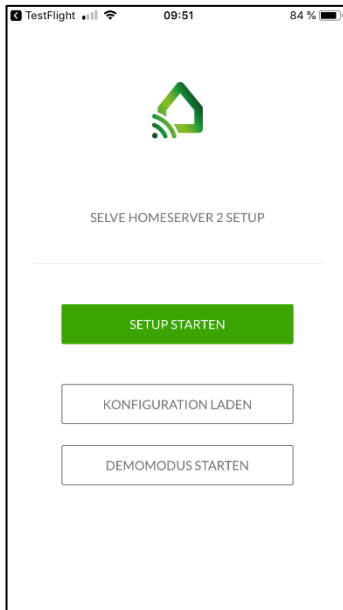 TestFlight 09:51 84 %
SELVE HOMESERVER 2 SETUP
SETUP STARTEN
KONFIGURATION LADEN
DEMOMODUS STARTEN